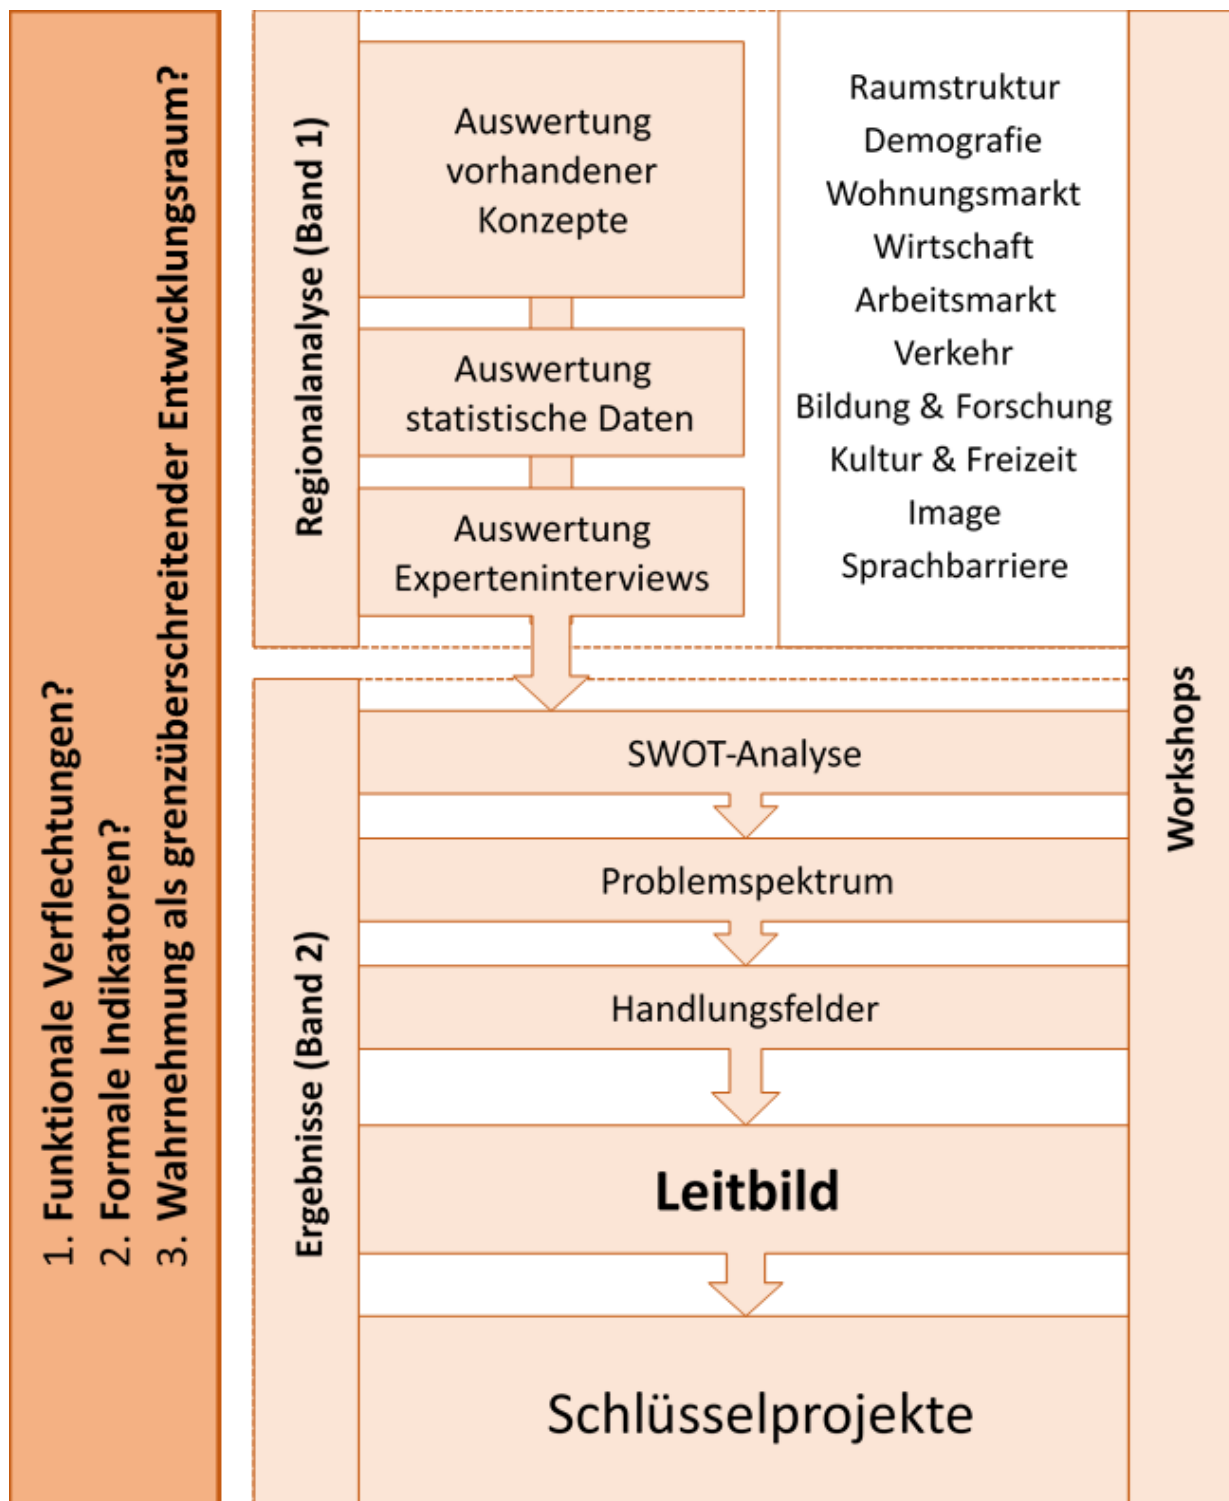 1. Funktionale Verflechtungen?
2. Formale Indikatoren?
3. Wahrnehmung als grenzüberschreitender Entwicklungsraum?
Regionalanalyse (Band 1)
Auswertung
vorhandener
Konzepte
Auswertung
statistische Daten
Auswertung
Experteninterviews
Raumstruktur
Demografie
Wohnungsmarkt
Wirtschaft
Arbeitsmarkt
Verkehr
Bildung & Forschung
Kultur & Freizeit
Image
Sprachbarriere
Workshops
Ergebnisse (Band 2)
SWOT-Analyse
Problemspektrum
Handlungsfelder
Leitbild
Schlüsselprojekte